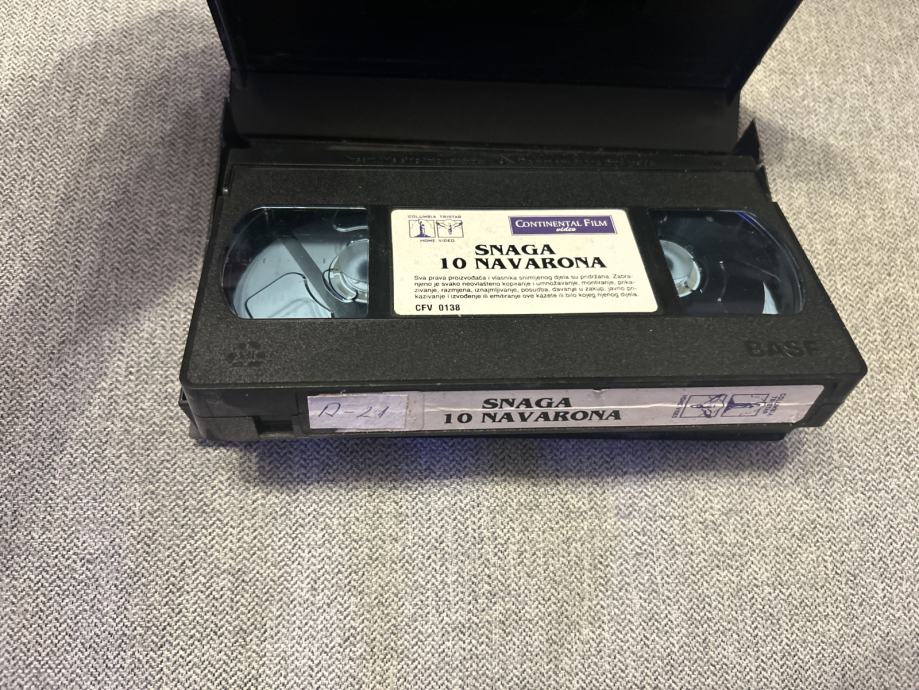 COLUMBIA TRISTAR
HOME VIDEO
CONTINENTAL FILM
video
SNAGA
10 NAVARONA
Sva prava proizvođača i vlasnika snimljenog djela su pridržana. Zabra-
njeno je svako neovlašteno kopiranje i umnožavanje, montiranje, prika-
zivanje, razmjena, iznajmljivanje, posudba, davanje u zakup, javno pri-
kazivanje i izvođenje ili emitiranje ove kazete ili bilo kojeg njenog dijela.
CFV 0138
BASF
SNAGA
10 NAVARONA